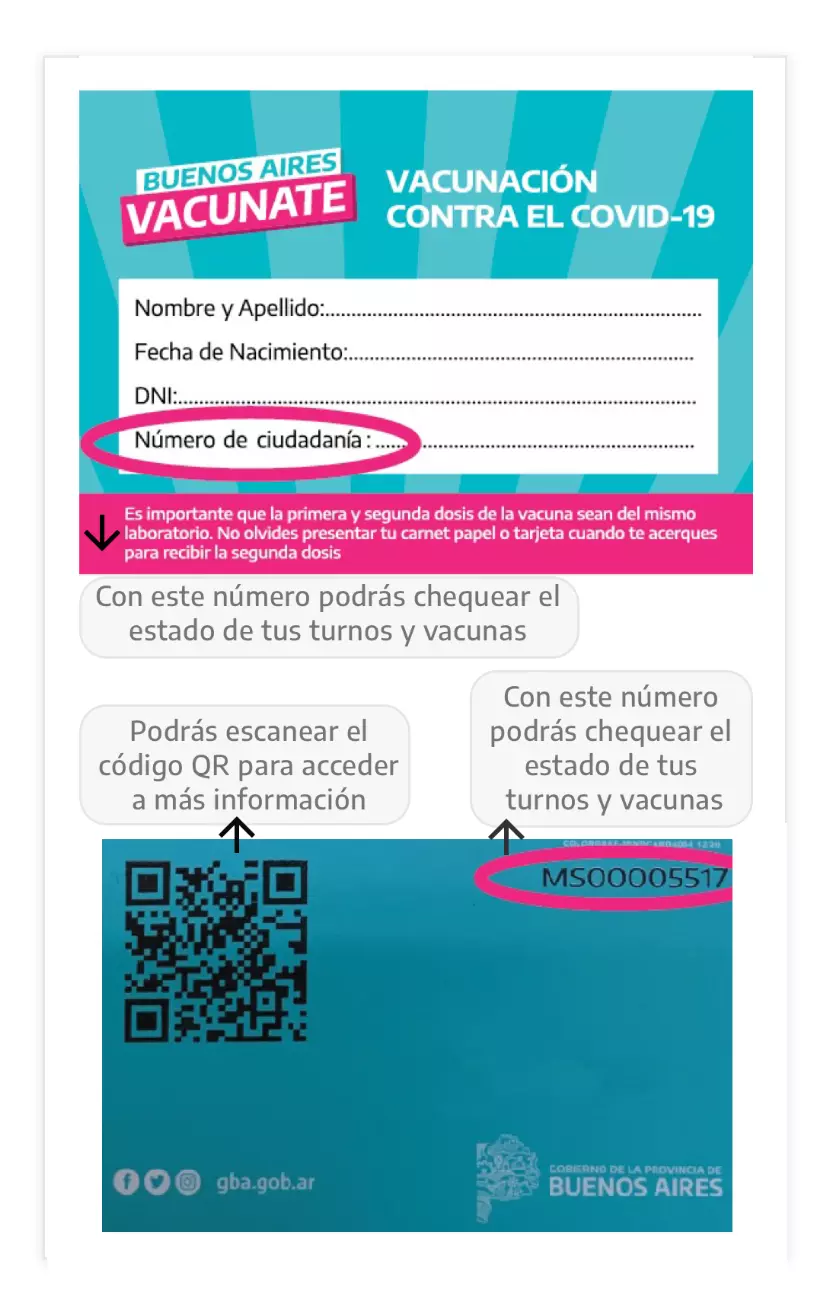 BUENOS AIRES
VACUNATE
VACUNACIÓN
CONTRA EL COVID-19
Nombre y Apellido:
Fecha de Nacimiento:
DNI:
Número de ciudadanía:
Es importante que la primera y segunda dosis de la vacuna sean del mismo
laboratorio. No olvides presentar tu carnet papel o tarjeta cuando te acerques
para recibir la segunda dosis
Con este número podrás chequear el
estado de tus turnos y vacunas
Podrás escanear el
código QR para acceder
a más información
Con este número
podrás chequear el
estado de tus
turnos y vacunas
MS00005517
gba.gob.ar
GOBIERNO DE LA PROVINCIA DE
BUENOS AIRES